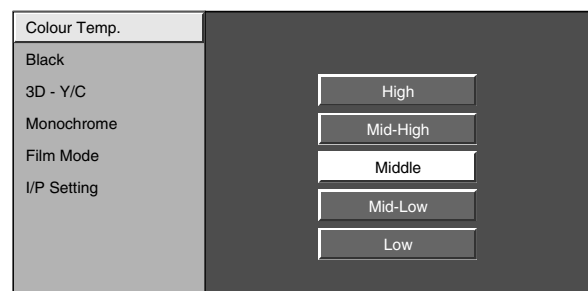 Colour Temp.
Black
3D - Y/C
Monochrome
Film Mode
I/P Setting
High
Mid-High
Middle
Mid-Low
Low